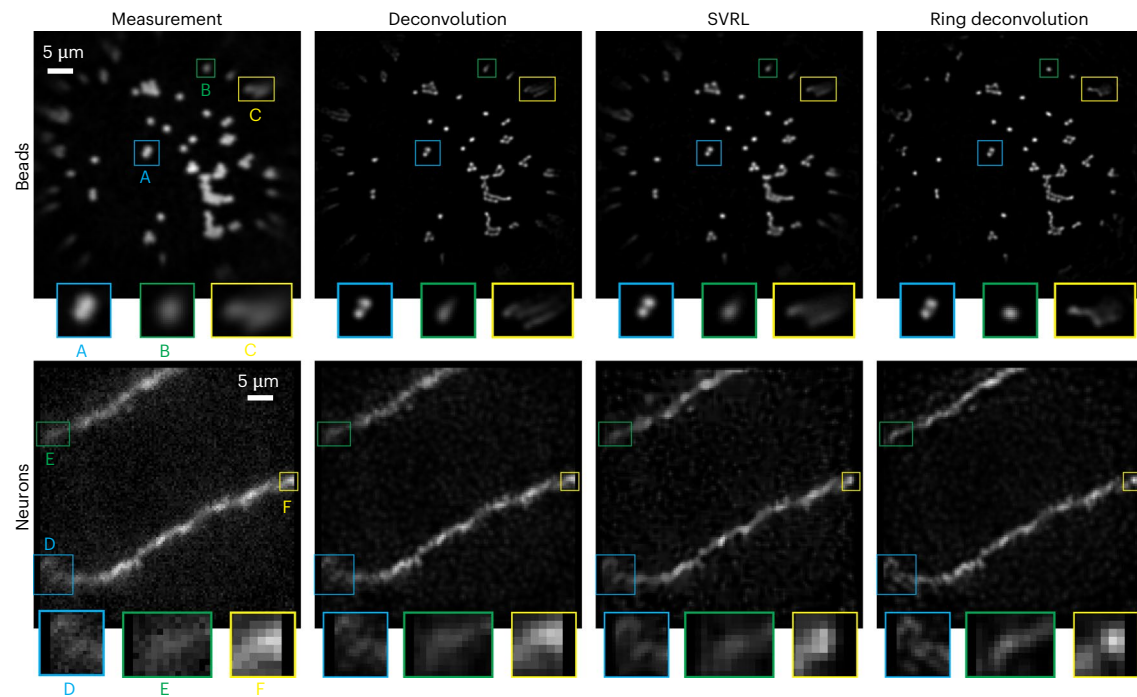 Measurement Deconvolution SVRL Ring deconvolution
Beads
5 μm
B
C
A
A B C
Neurons
5 μm
E
F
D
D E F